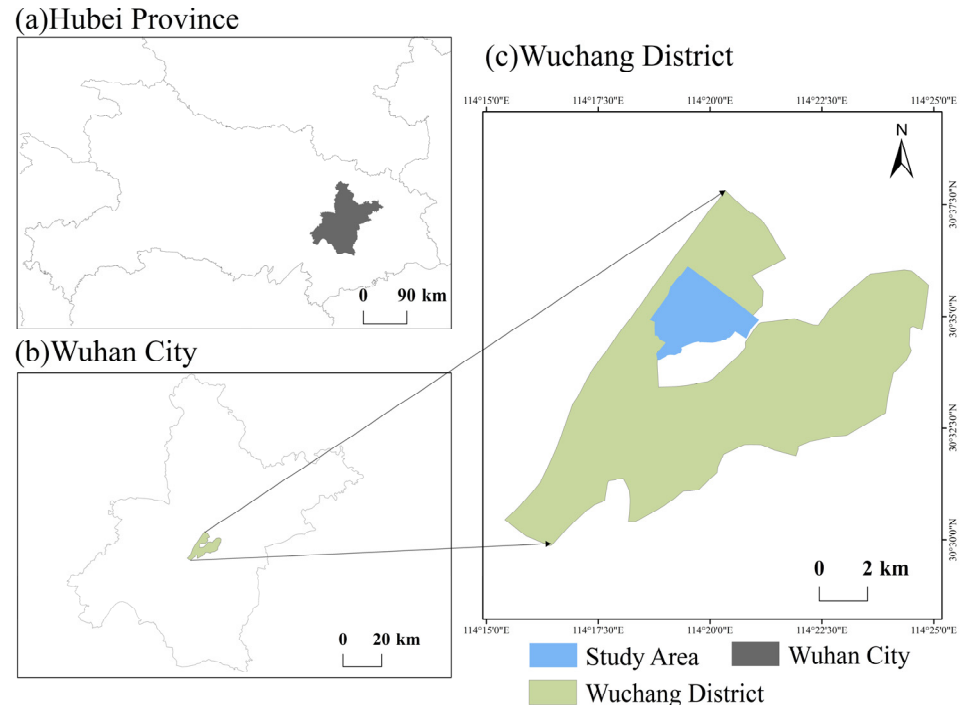 (a)Hubei Province
0 90 km
(b)Wuhan City
0 20 km
(c)Wuchang District
114°15'0"E 114°17'30"E 114°20'0"E 114°22'30"E 114°25'0"E
N
30°37'30"N
30°35'0"N
30°32'30"N
30°30'0"N
0 2 km
114°15'0"E 114°17'30"E 114°20'0"E 114°22'30"E 114°25'0"E
Study Area Wuhan City
Wuchang District